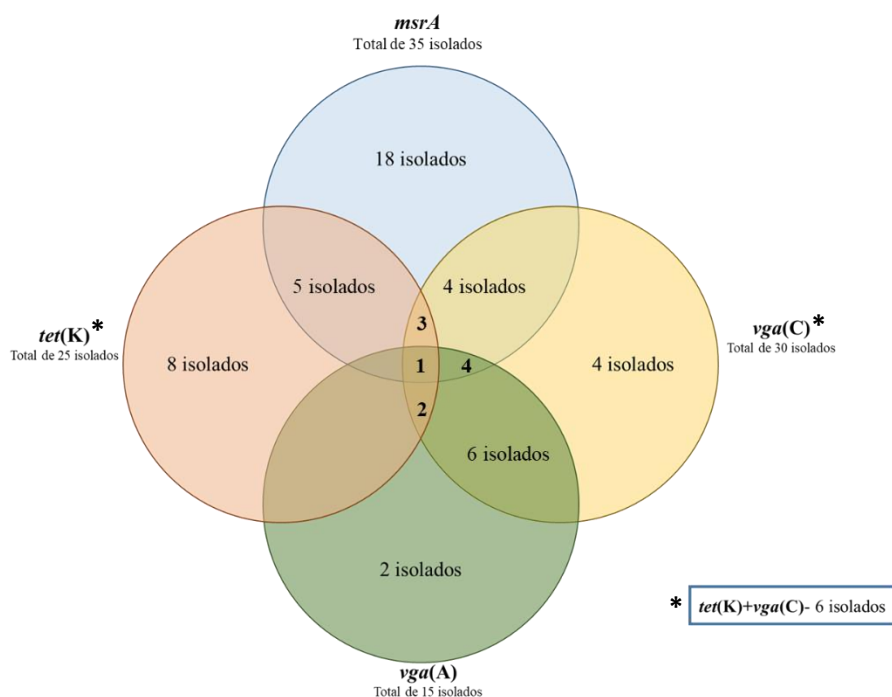 msrA
Total de 35 isolados
18 isolados
5 isolados
4 isolados
3
tet(K)*
Total de 25 isolados
vga(C)*
Total de 30 isolados
8 isolados
1
4
4 isolados
2
6 isolados
2 isolados
* tet(K)+vga(C)- 6 isolados
vga(A)
Total de 15 isolados